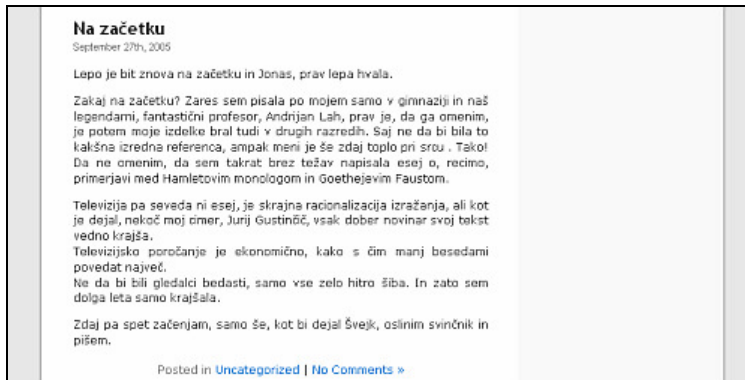 Na začetku
September 27th, 2005
Lepo je bit znova na začetku in Jonas, prav lepa hvala.
Zakaj na začetku? Zares sem pisala po mojem samo v gimnaziji in naš
legendarni, fantastični profesor, Andrijan Lah, prav je, da ga omenim,
je potem moje izdelke bral tudi v drugih razredih. Saj ne da bi bila to
kakšna izredna referenca, ampak meni je še zdaj toplo pri srcu . Tako!
Da ne omenim, da sem takrat brez težav napisala esej o, recimo,
primerjavi med Hamletovim monologom in Goethejevim Faustom.
Televizija pa seveda ni esej, je skrajna racionalizacija izražanja, ali kot
je dejal, nekoč moj cimer, Jurij Gustinčič, vsak dober novinar svoj tekst
vedno krajša.
Televizijsko poročanje je ekonomično, kako s čim manj besedami
povedat največ.
Ne da bi bili gledalci bedasti, samo vse zelo hitro šiba. In zato sem
dolga leta samo krajšala.
Zdaj pa spet začenjam, samo še, kot bi dejal Švejk, oslinim svinčnik in
pišem.
Posted in Uncategorized | No Comments »